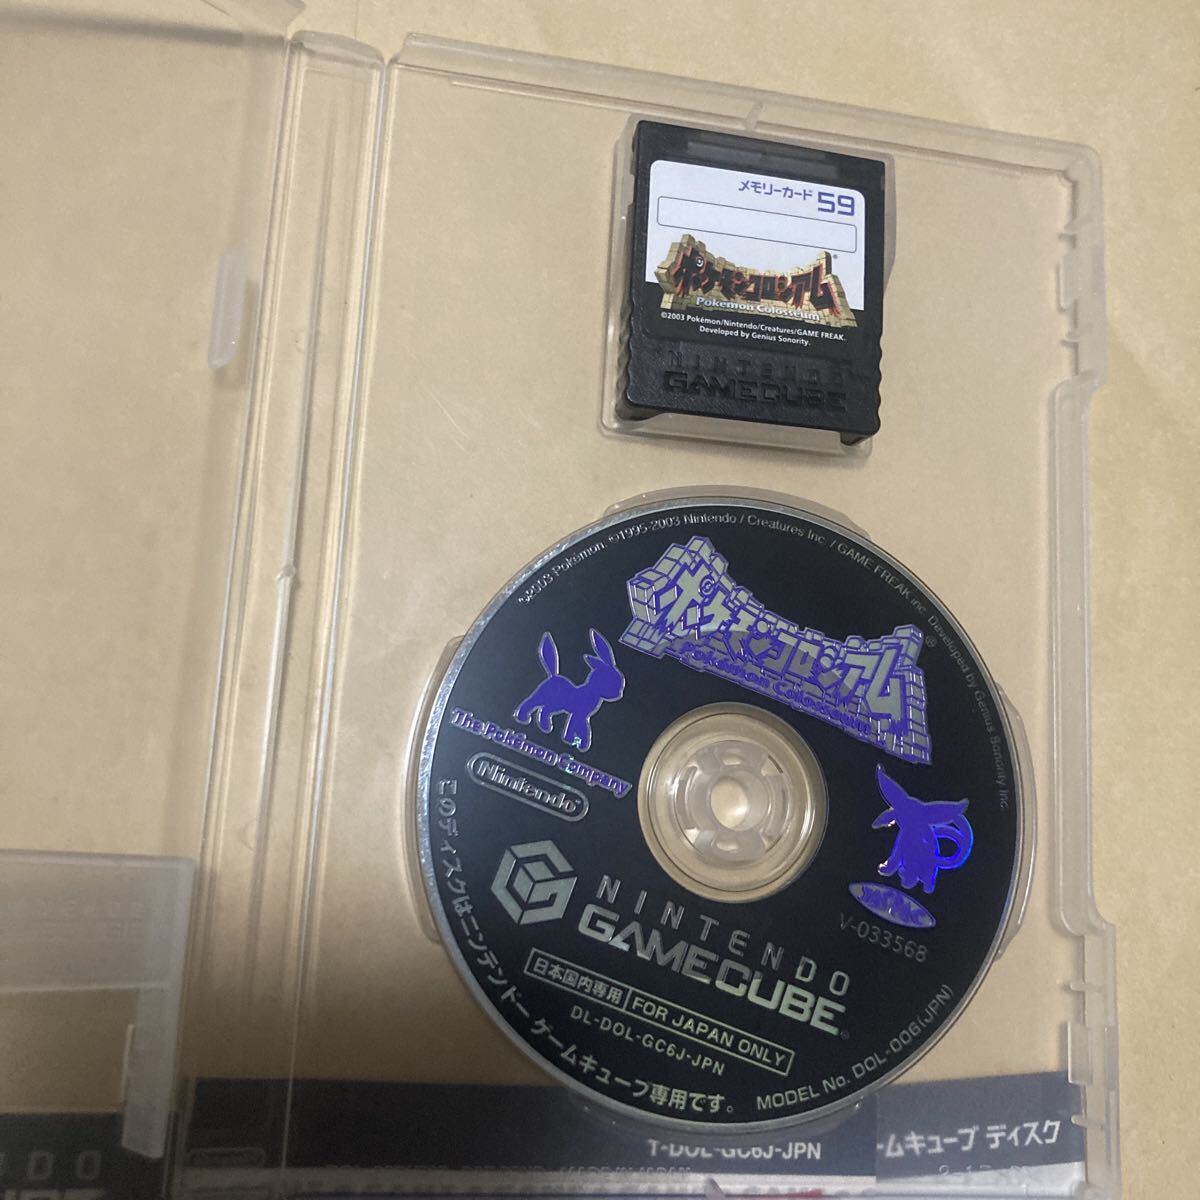 メモリーカード 59
ポケモンコロシアム
Pokémon Colosseum
©2003 Pokémon/Nintendo/Creatures/GAME FREAK.
Developed by Genius Sonority.
NINTENDO
GAMECUBE
©2003 Pokémon. ©1995-2003 Nintendo / Creatures Inc. / GAME FREAK inc. Developed by Genius Sonority Inc.
ポケモンコロシアム
Pokémon Colosseum
The Pokémon Company
Nintendo
V-033568
NINTENDO
GAMECUBE
日本国内専用 FOR JAPAN ONLY
DL-DOL-GC6J-JPN
このディスクはニンテンドー ゲームキューブ専用です。
MODEL No. DOL-006(JPN)
T-DOL-GC6J-JPN
ームキューブ ディスク